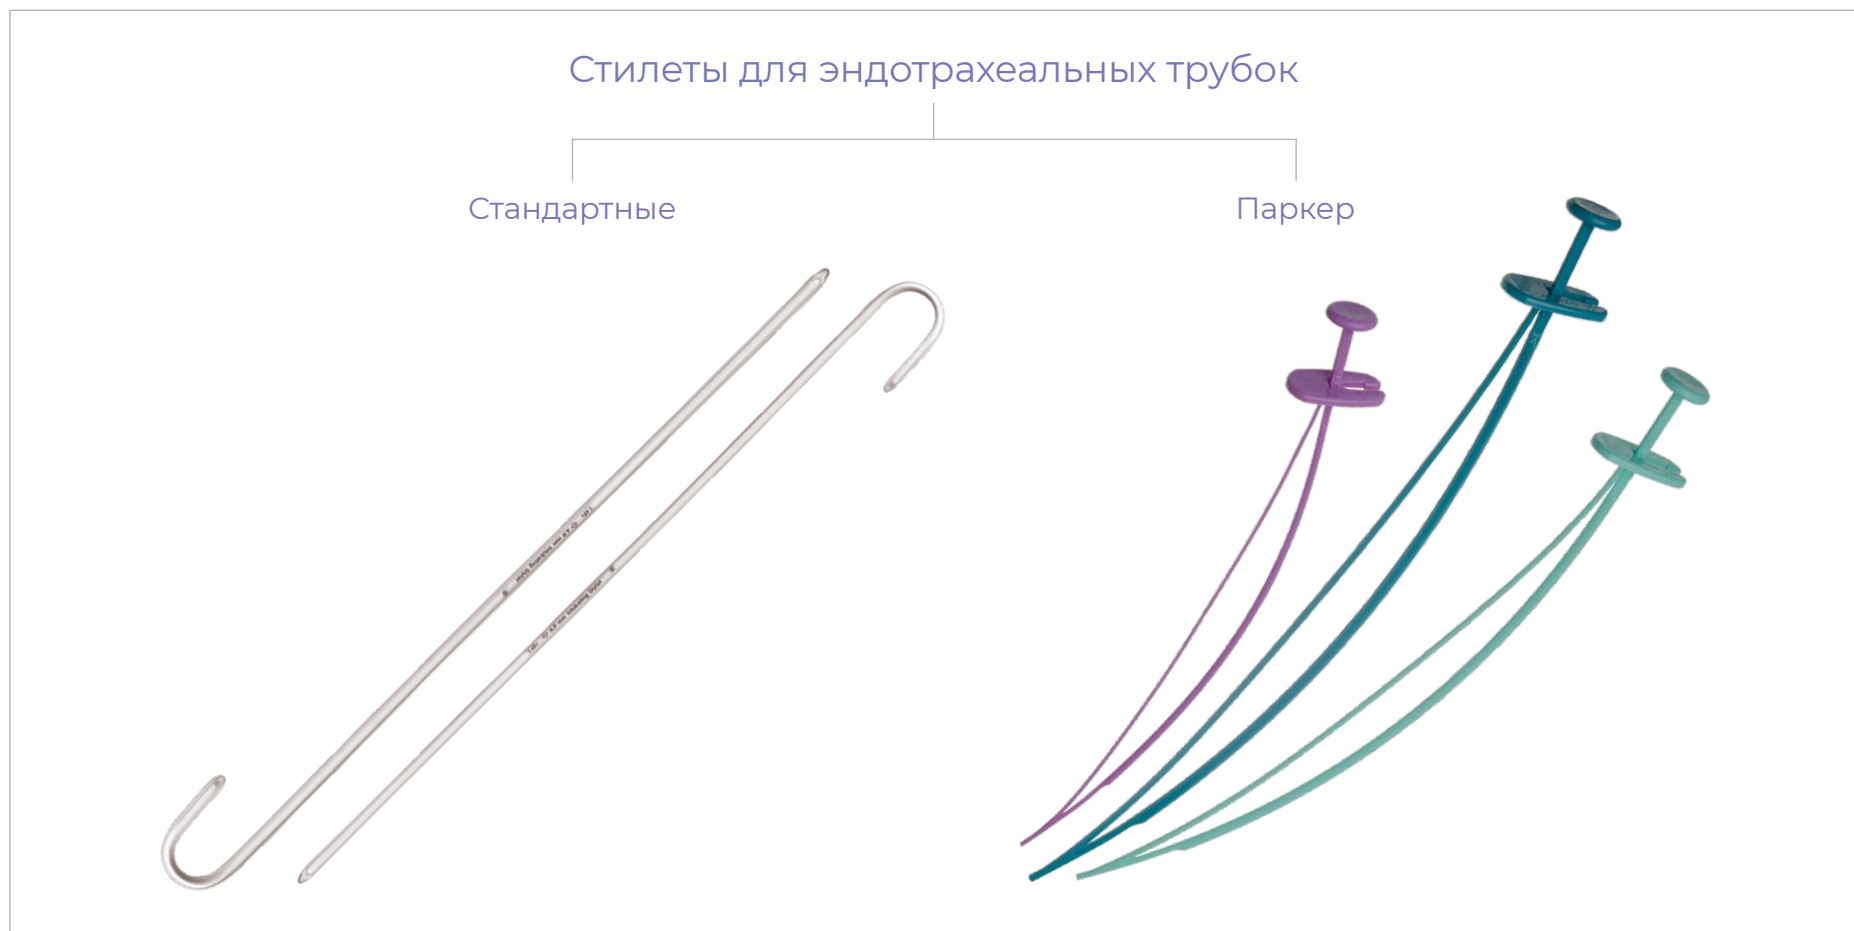 Стилеты для эндотрахеальных трубок
Стандартные
Паркер